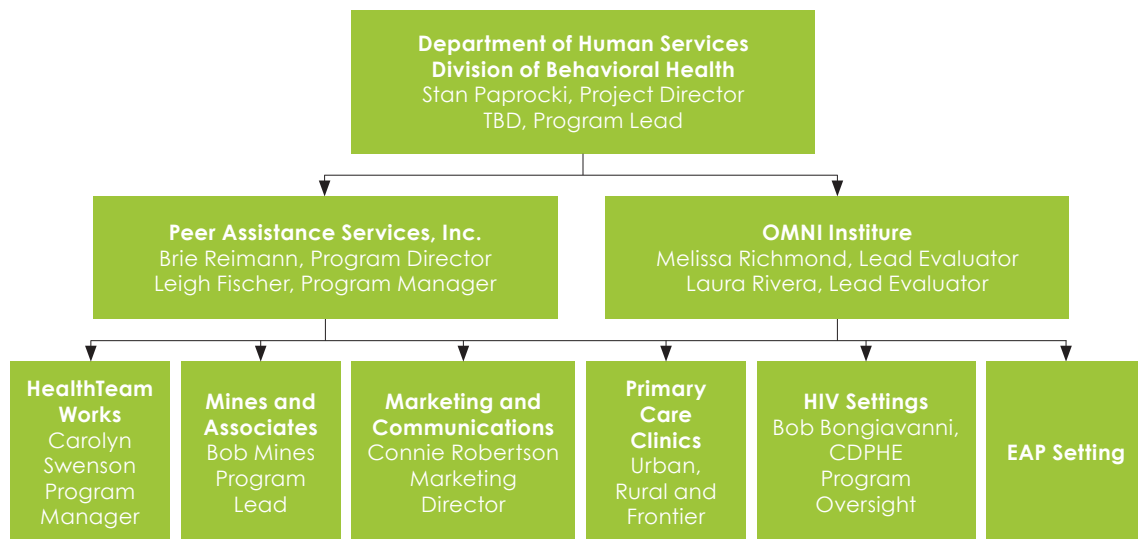 Department of Human Services
Division of Behavioral Health
Stan Paprocki, Project Director
TBD, Program Lead
Peer Assistance Services, Inc.
Brie Reimann, Program Director
Leigh Fischer, Program Manager
OMNI Institure
Melissa Richmond, Lead Evaluator
Laura Rivera, Lead Evaluator
HealthTeam
Works
Carolyn
Swenson
Program
Manager
Mines and
Associates
Bob Mines
Program
Lead
Marketing and
Communications
Connie Robertson
Marketing
Director
Primary
Care
Clinics
Urban,
Rural and
Frontier
HIV Settings
Bob Bongiavanni,
CDPHE
Program
Oversight
EAP Setting